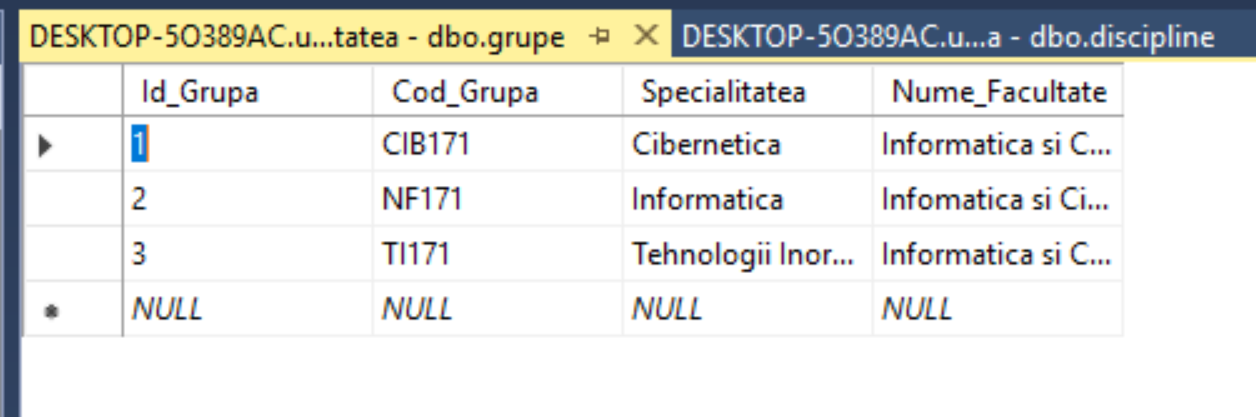 DESKTOP-5O389AC.u...tatea - dbo.grupe DESKTOP-5O389AC.u...a - dbo.discipline
Id_Grupa Cod_Grupa Specialitatea Nume_Facultate
1 CIB171 Cibernetica Informatica si C...
2 NF171 Informatica Infomatica si Ci...
3 TI171 Tehnologii Inor... Informatica si C...
NULL NULL NULL NULL